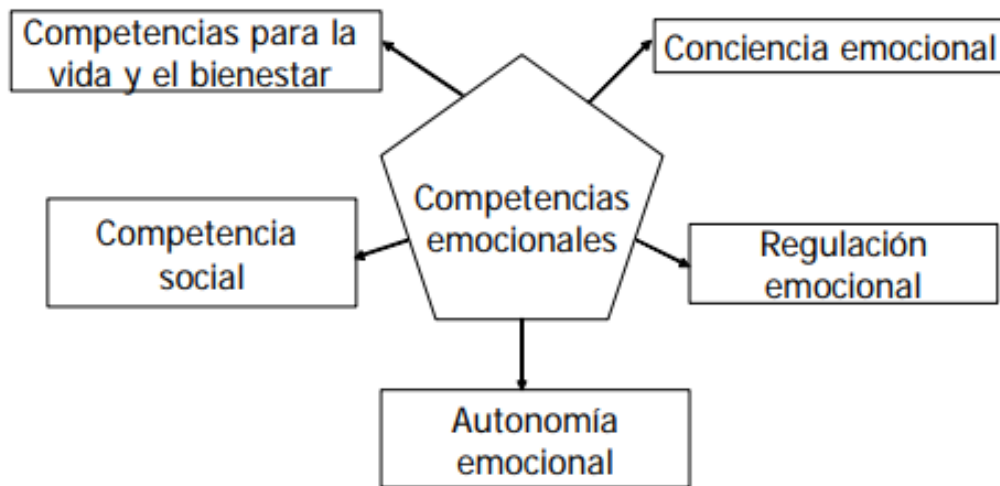 Competencias para la
vida y el bienestar
Conciencia emocional
Competencias
emocionales
Competencia
social
Regulación
emocional
Autonomía
emocional